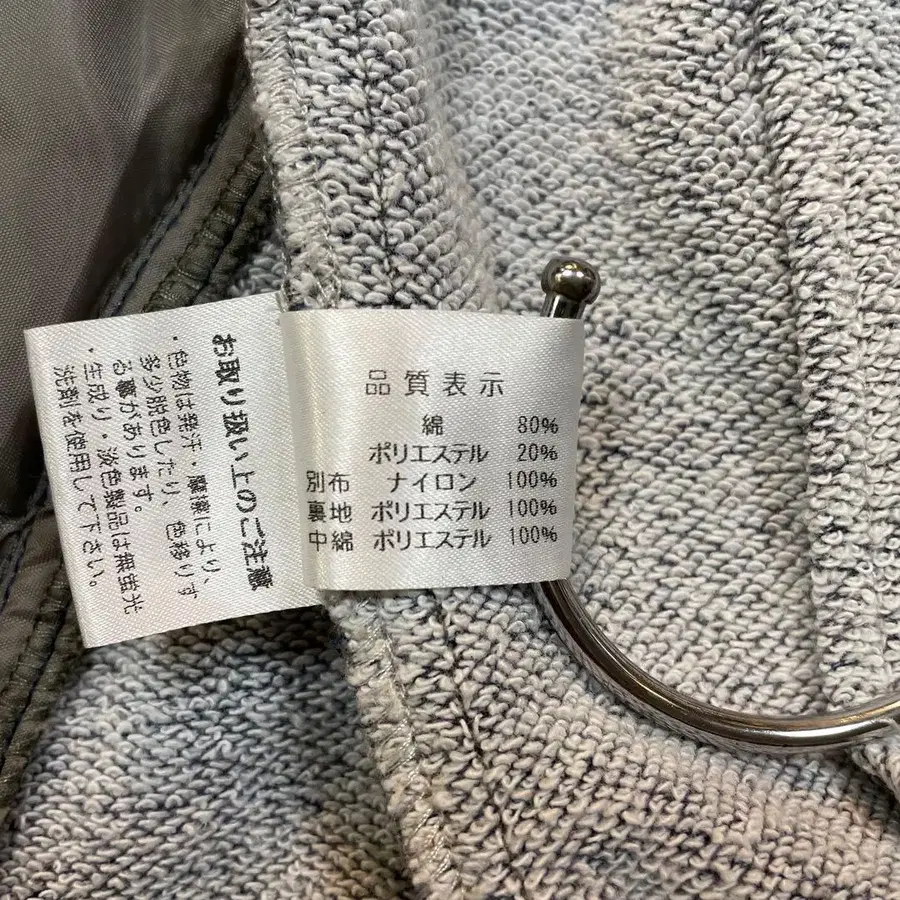 品質表示
綿 80%
ポリエステル 20%
別布 ナイロン 100%
裏地 ポリエステル 100%
中綿 ポリエステル 100%
お取り扱い上のご注意
・色物は発汗・摩擦により、
多少脱色したり、色移りす
る事があります。
・生成り・淡色製品は無蛍光
洗剤を使用して下さい。